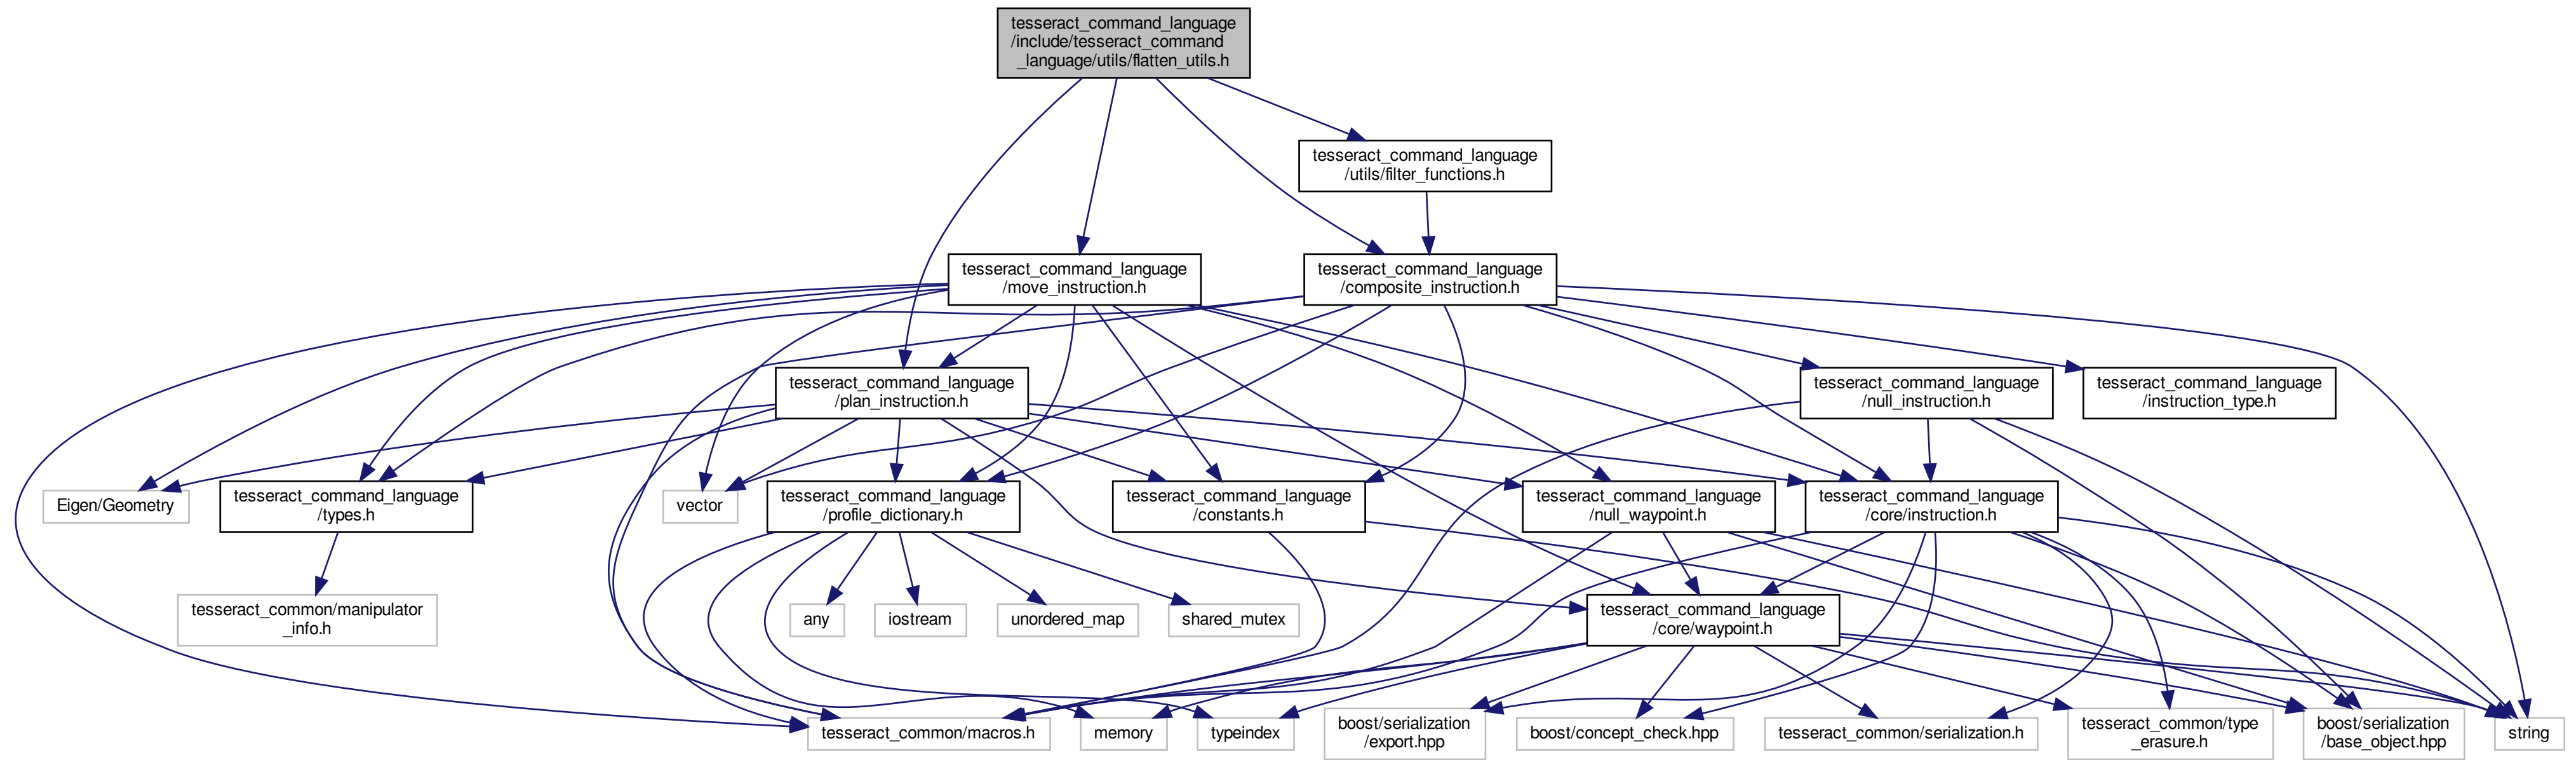 tesseract_command_language
/include/tesseract_command
_language/utils/flatten_utils.h
tesseract_command_language
/utils/filter_functions.h
tesseract_command_language
/move_instruction.h
tesseract_command_language
/composite_instruction.h
tesseract_command_language
/plan_instruction.h
tesseract_command_language
/null_instruction.h
tesseract_command_language
/instruction_type.h
Eigen/Geometry
tesseract_command_language
/types.h
vector
tesseract_command_language
/profile_dictionary.h
tesseract_command_language
/constants.h
tesseract_command_language
/null_waypoint.h
tesseract_command_language
/core/instruction.h
tesseract_common/manipulator
_info.h
any
iostream
unordered_map
shared_mutex
tesseract_command_language
/core/waypoint.h
tesseract_common/macros.h
memory
typeindex
boost/serialization
/export.hpp
boost/concept_check.hpp
tesseract_common/serialization.h
tesseract_common/type
_erasure.h
boost/serialization
/base_object.hpp
string